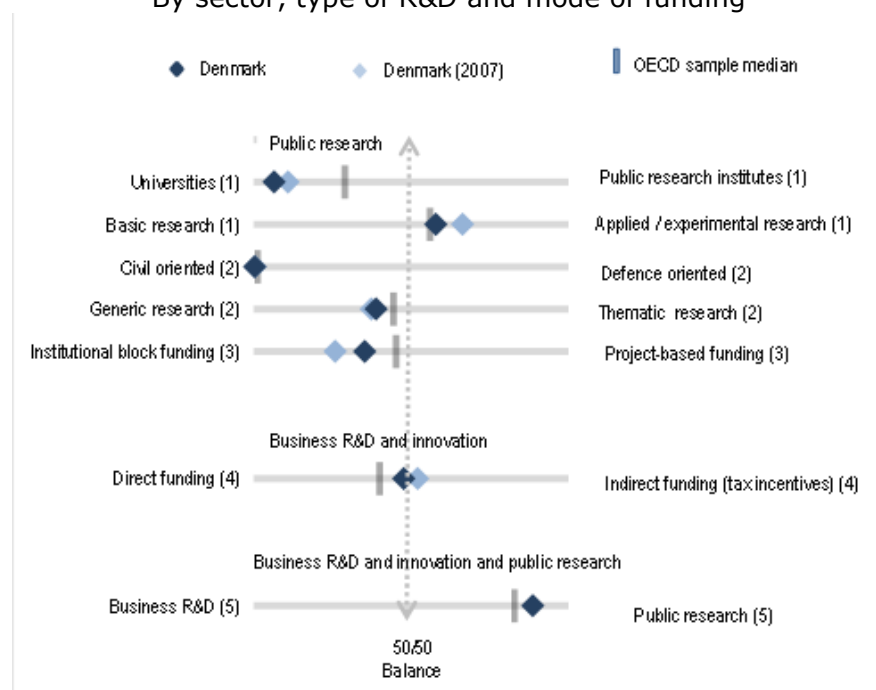 By sector, type of R&D and mode of funding
Denmark
Denmark (2007)
OECD sample median
Public research
Universities (1)
Public research institutes (1)
Basic research (1)
Applied / experimental research (1)
Civil oriented (2)
Defence oriented (2)
Generic research (2)
Thematic research (2)
Institutional block funding (3)
Project-based funding (3)
Business R&D and innovation
Direct funding (4)
Indirect funding (tax incentives) (4)
Business R&D and innovation and public research
Business R&D (5)
Public research (5)
50/50
Balance